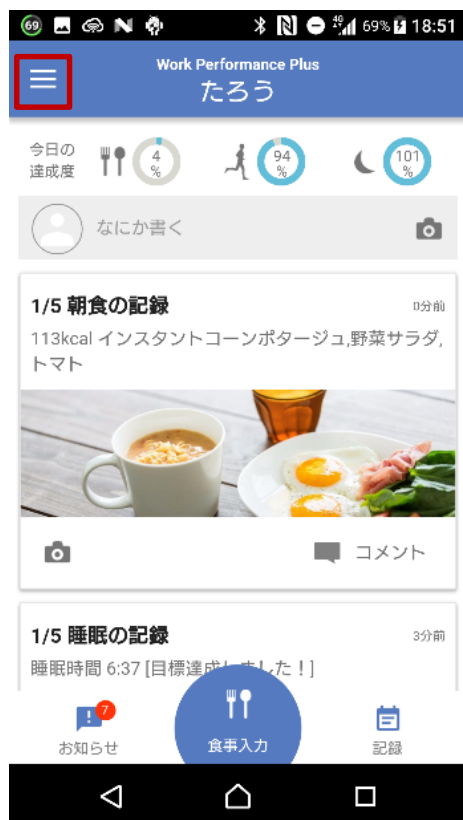 69
N
N
4G
69%
18:51
Work Performance Plus
たろう
今日の
達成度
4
%
94
%
101
%
なにか書く
1/5 朝食の記録
0分前
113kcal インスタントコーンポタージュ,野菜サラダ,
トマト
コメント
1/5 睡眠の記録
3分前
睡眠時間 6:37 [目標達成しました！]
7
お知らせ
食事入力
記録